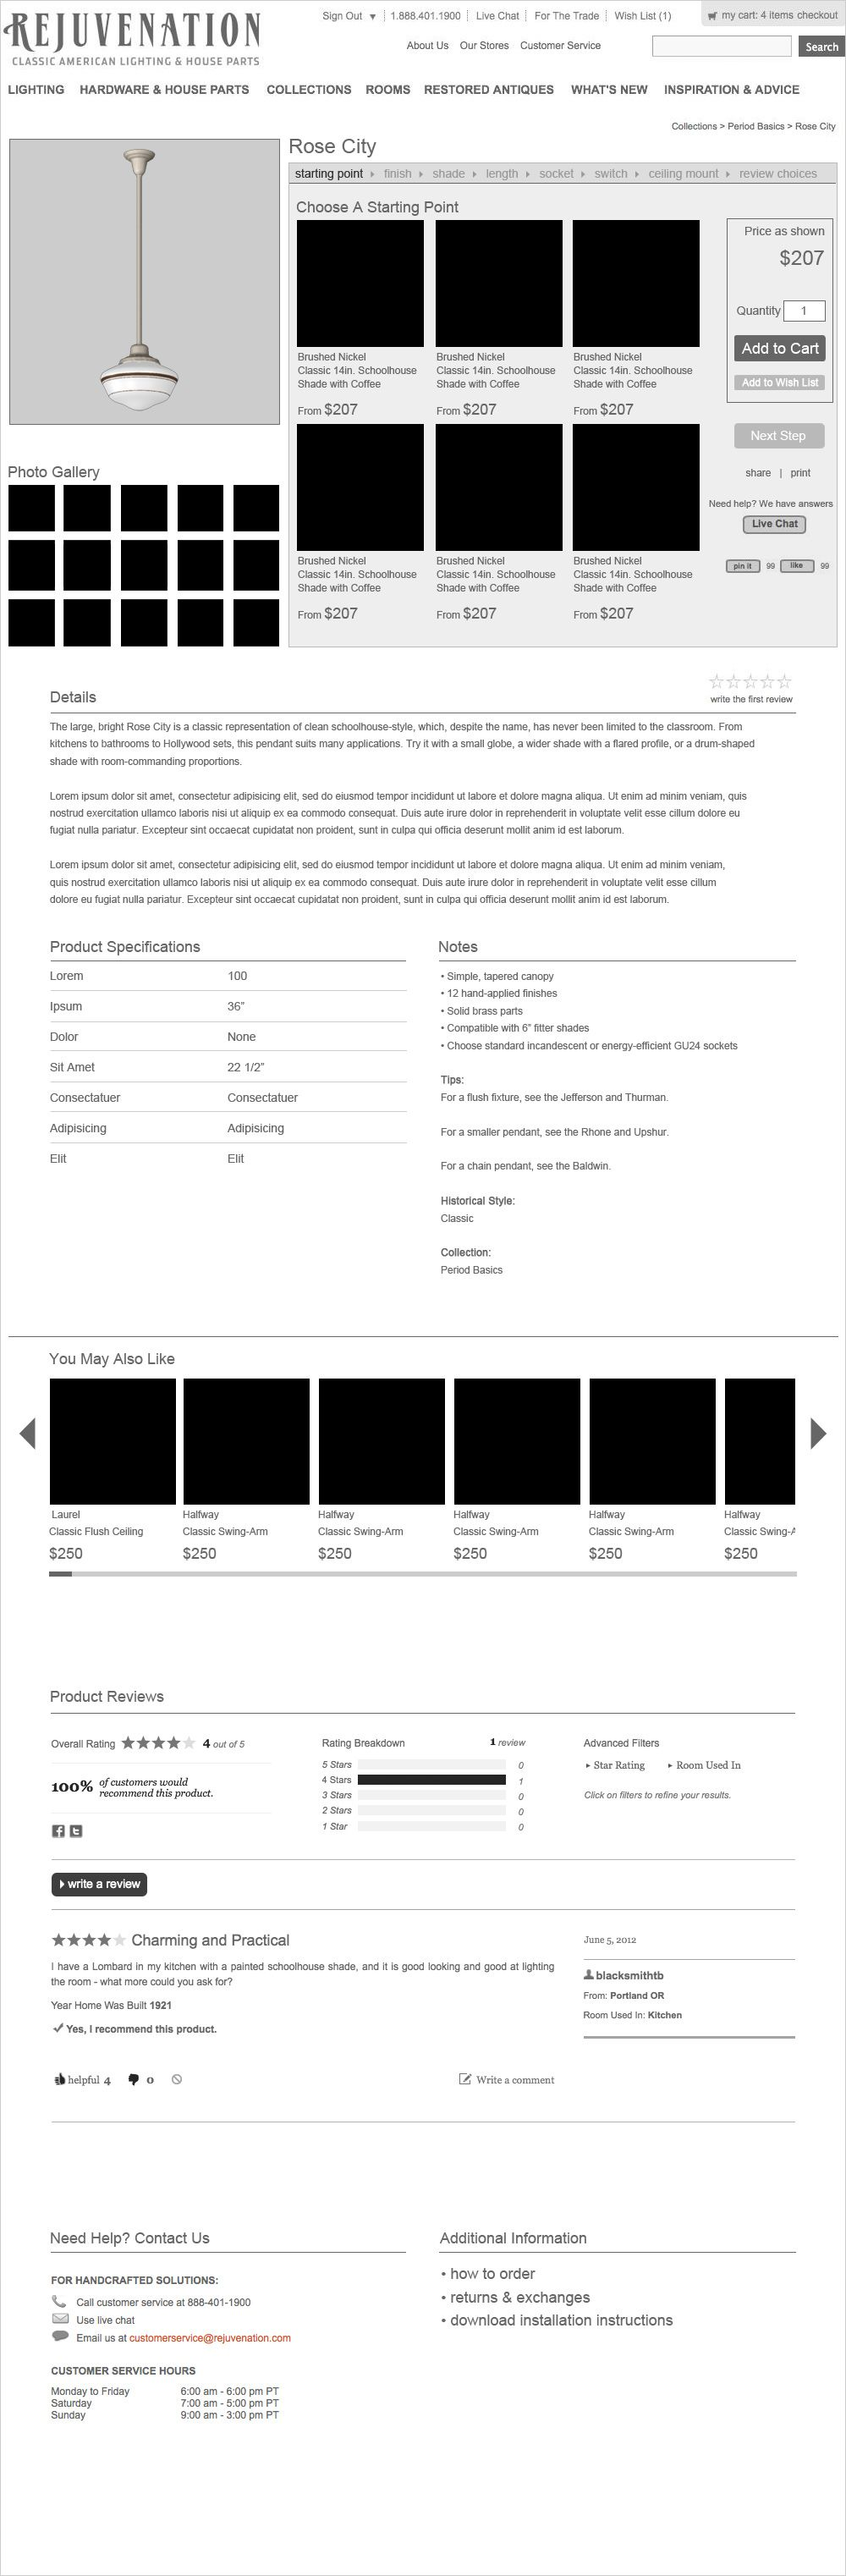 REJUVENATION
CLASSIC AMERICAN LIGHTING & HOUSE PARTS
Sign Out ▼ 1.888.401.1900 Live Chat For The Trade Wish List (1) my cart: 4 items checkout
About Us Our Stores Customer Service Search
LIGHTING HARDWARE & HOUSE PARTS COLLECTIONS ROOMS RESTORED ANTIQUES WHAT'S NEW INSPIRATION & ADVICE
Collections > Period Basics > Rose City
Rose City
starting point finish shade length socket switch ceiling mount review choices
Choose A Starting Point
Brushed Nickel
Classic 14in. Schoolhouse
Shade with Coffee
From $207
Brushed Nickel
Classic 14in. Schoolhouse
Shade with Coffee
From $207
Brushed Nickel
Classic 14in. Schoolhouse
Shade with Coffee
From $207
Brushed Nickel
Classic 14in. Schoolhouse
Shade with Coffee
From $207
Brushed Nickel
Classic 14in. Schoolhouse
Shade with Coffee
From $207
Brushed Nickel
Classic 14in. Schoolhouse
Shade with Coffee
From $207
Price as shown
$207
Quantity 1
Add to Cart
Add to Wish List
Next Step
share | print
Need help? We have answers
Live Chat
pin it 99 like 99
Photo Gallery
Details
write the first review
The large, bright Rose City is a classic representation of clean schoolhouse-style, which, despite the name, has never been limited to the classroom. From
kitchens to bathrooms to Hollywood sets, this pendant suits many applications. Try it with a small globe, a wider shade with a flared profile, or a drum-shaped
shade with room-commanding proportions.
Lorem ipsum dolor sit amet, consectetur adipisicing elit, sed do eiusmod tempor incididunt ut labore et dolore magna aliqua. Ut enim ad minim veniam, quis
nostrud exercitation ullamco laboris nisi ut aliquip ex ea commodo consequat. Duis aute irure dolor in reprehenderit in voluptate velit esse cillum dolore eu
fugiat nulla pariatur. Excepteur sint occaecat cupidatat non proident, sunt in culpa qui officia deserunt mollit anim id est laborum.
Lorem ipsum dolor sit amet, consectetur adipisicing elit, sed do eiusmod tempor incididunt ut labore et dolore magna aliqua. Ut enim ad minim veniam,
quis nostrud exercitation ullamco laboris nisi ut aliquip ex ea commodo consequat. Duis aute irure dolor in reprehenderit in voluptate velit esse cillum
dolore eu fugiat nulla pariatur. Excepteur sint occaecat cupidatat non proident, sunt in culpa qui officia deserunt mollit anim id est laborum.
Product Specifications
Lorem 100
Ipsum 36”
Dolor None
Sit Amet 22 1/2”
Consectatuer Consectatuer
Adipisicing Adipisicing
Elit Elit
Notes
• Simple, tapered canopy
• 12 hand-applied finishes
• Solid brass parts
• Compatible with 6” fitter shades
• Choose standard incandescent or energy-efficient GU24 sockets
Tips:
For a flush fixture, see the Jefferson and Thurman.
For a smaller pendant, see the Rhone and Upshur.
For a chain pendant, see the Baldwin.
Historical Style:
Classic
Collection:
Period Basics
You May Also Like
Laurel
Classic Flush Ceiling
$250
Halfway
Classic Swing-Arm
$250
Halfway
Classic Swing-Arm
$250
Halfway
Classic Swing-Arm
$250
Halfway
Classic Swing-Arm
$250
Halfway
Classic Swing-A
$250
Product Reviews
Overall Rating 4 out of 5
100% of customers would
recommend this product.
Rating Breakdown 1 review
5 Stars 0
4 Stars 1
3 Stars 0
2 Stars 0
1 Star 0
Advanced Filters
Star Rating Room Used In
Click on filters to refine your results.
write a review
Charming and Practical
I have a Lombard in my kitchen with a painted schoolhouse shade, and it is good looking and good at lighting
the room - what more could you ask for?
Year Home Was Built 1921
Yes, I recommend this product.
helpful 4 0
Write a comment
June 5, 2012
blacksmithtb
From: Portland OR
Room Used In: Kitchen
Need Help? Contact Us
FOR HANDCRAFTED SOLUTIONS:
Call customer service at 888-401-1900
Use live chat
Email us at customerservice@rejuvenation.com
CUSTOMER SERVICE HOURS
Monday to Friday 6:00 am - 6:00 pm PT
Saturday 7:00 am - 5:00 pm PT
Sunday 9:00 am - 3:00 pm PT
Additional Information
• how to order
• returns & exchanges
• download installation instructions